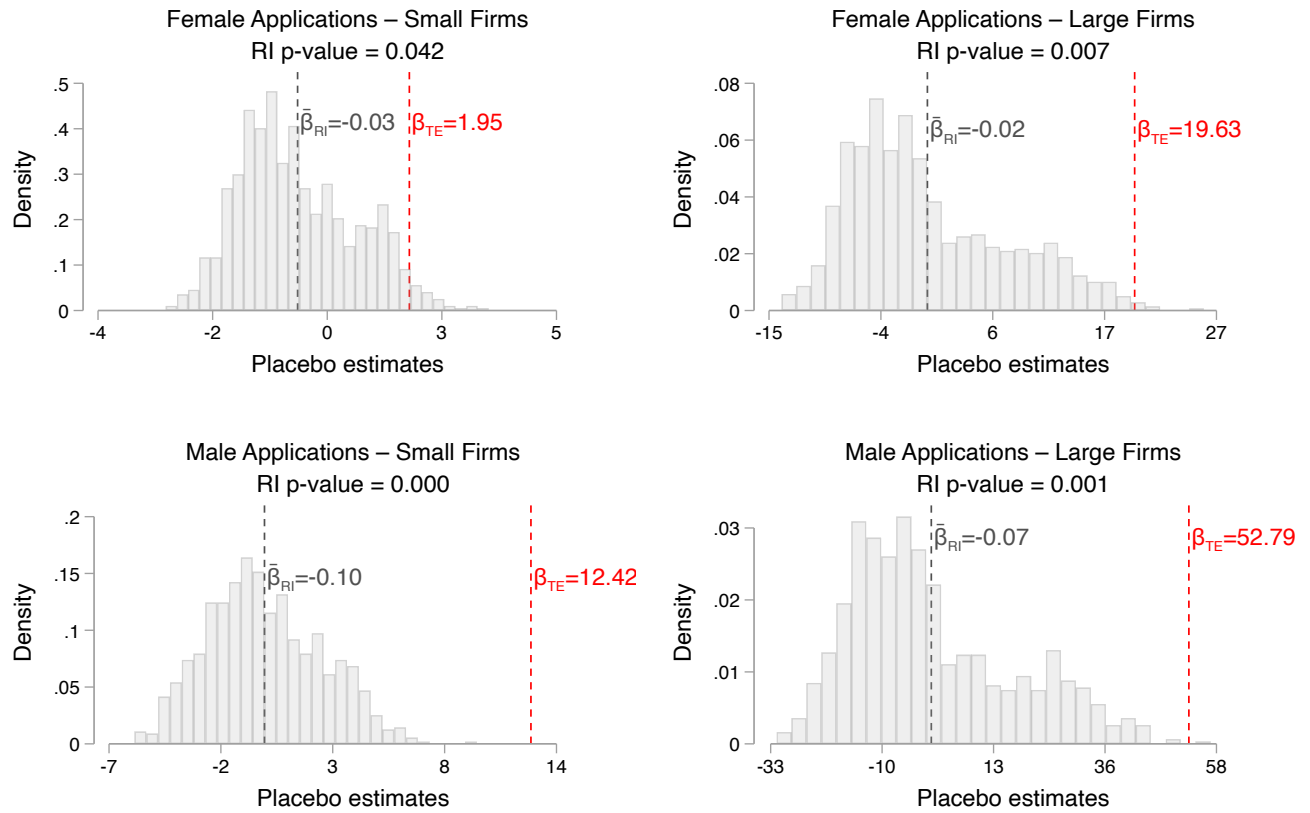 Female Applications – Small Firms
RI p-value = 0.042
.5
.4
.3
.2
.1
0
Density
β̄RI=-0.03
βTE=1.95
-4 -2 0 3 5
Placebo estimates
Female Applications – Large Firms
RI p-value = 0.007
.08
.06
.04
.02
0
Density
β̄RI=-0.02
βTE=19.63
-15 -4 6 17 27
Placebo estimates
Male Applications – Small Firms
RI p-value = 0.000
.2
.15
.1
.05
0
Density
β̄RI=-0.10
βTE=12.42
-7 -2 3 8 14
Placebo estimates
Male Applications – Large Firms
RI p-value = 0.001
.03
.02
.01
0
Density
β̄RI=-0.07
βTE=52.79
-33 -10 13 36 58
Placebo estimates